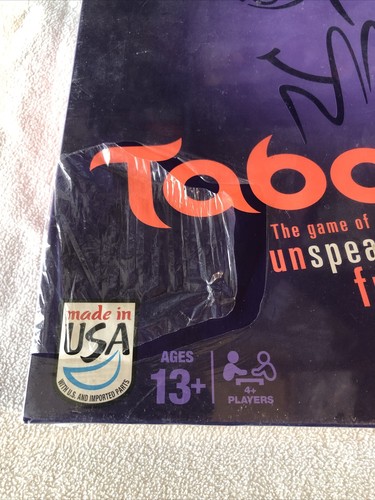 Tabo
The game of
unspea
f
made in
USA
WITH U.S. AND IMPORTED PARTS
AGES
13+
4+
PLAYERS